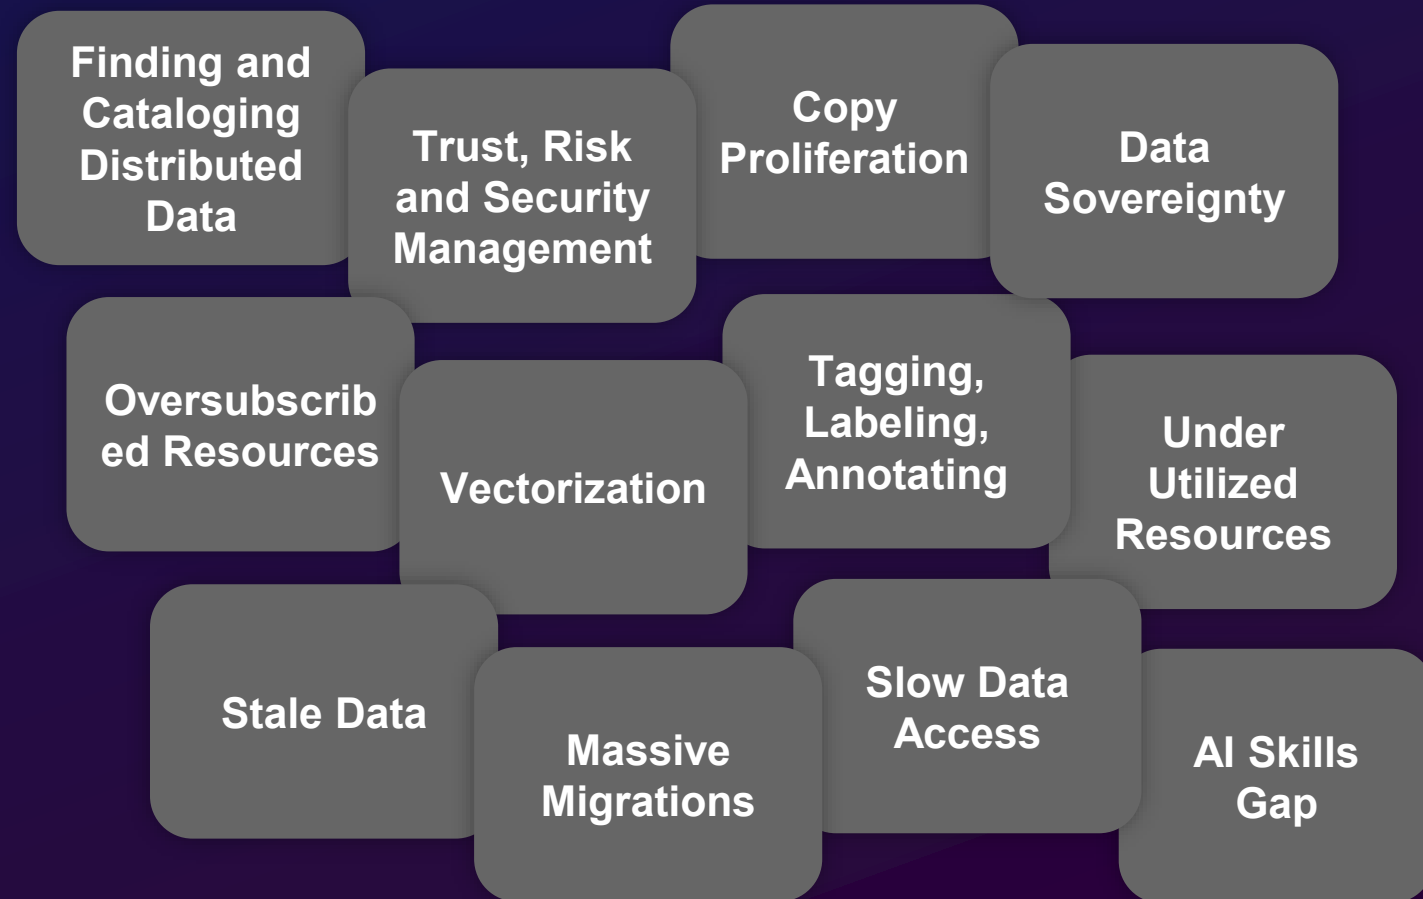 Finding and
Cataloging
Distributed
Data
Trust, Risk
and Security
Management
Copy
Proliferation
Data
Sovereignty
Oversubscrib
ed Resources
Vectorization
Tagging,
Labeling,
Annotating
Under
Utilized
Resources
Stale Data
Massive
Migrations
Slow Data
Access
AI Skills
Gap